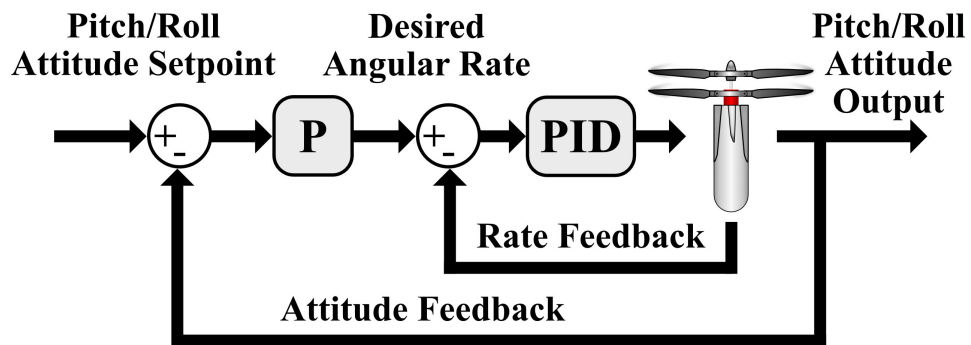 Pitch/Roll
Attitude Setpoint
Desired
Angular Rate
Pitch/Roll
Attitude
Output
+
-
P
+
-
PID
Rate Feedback
Attitude Feedback